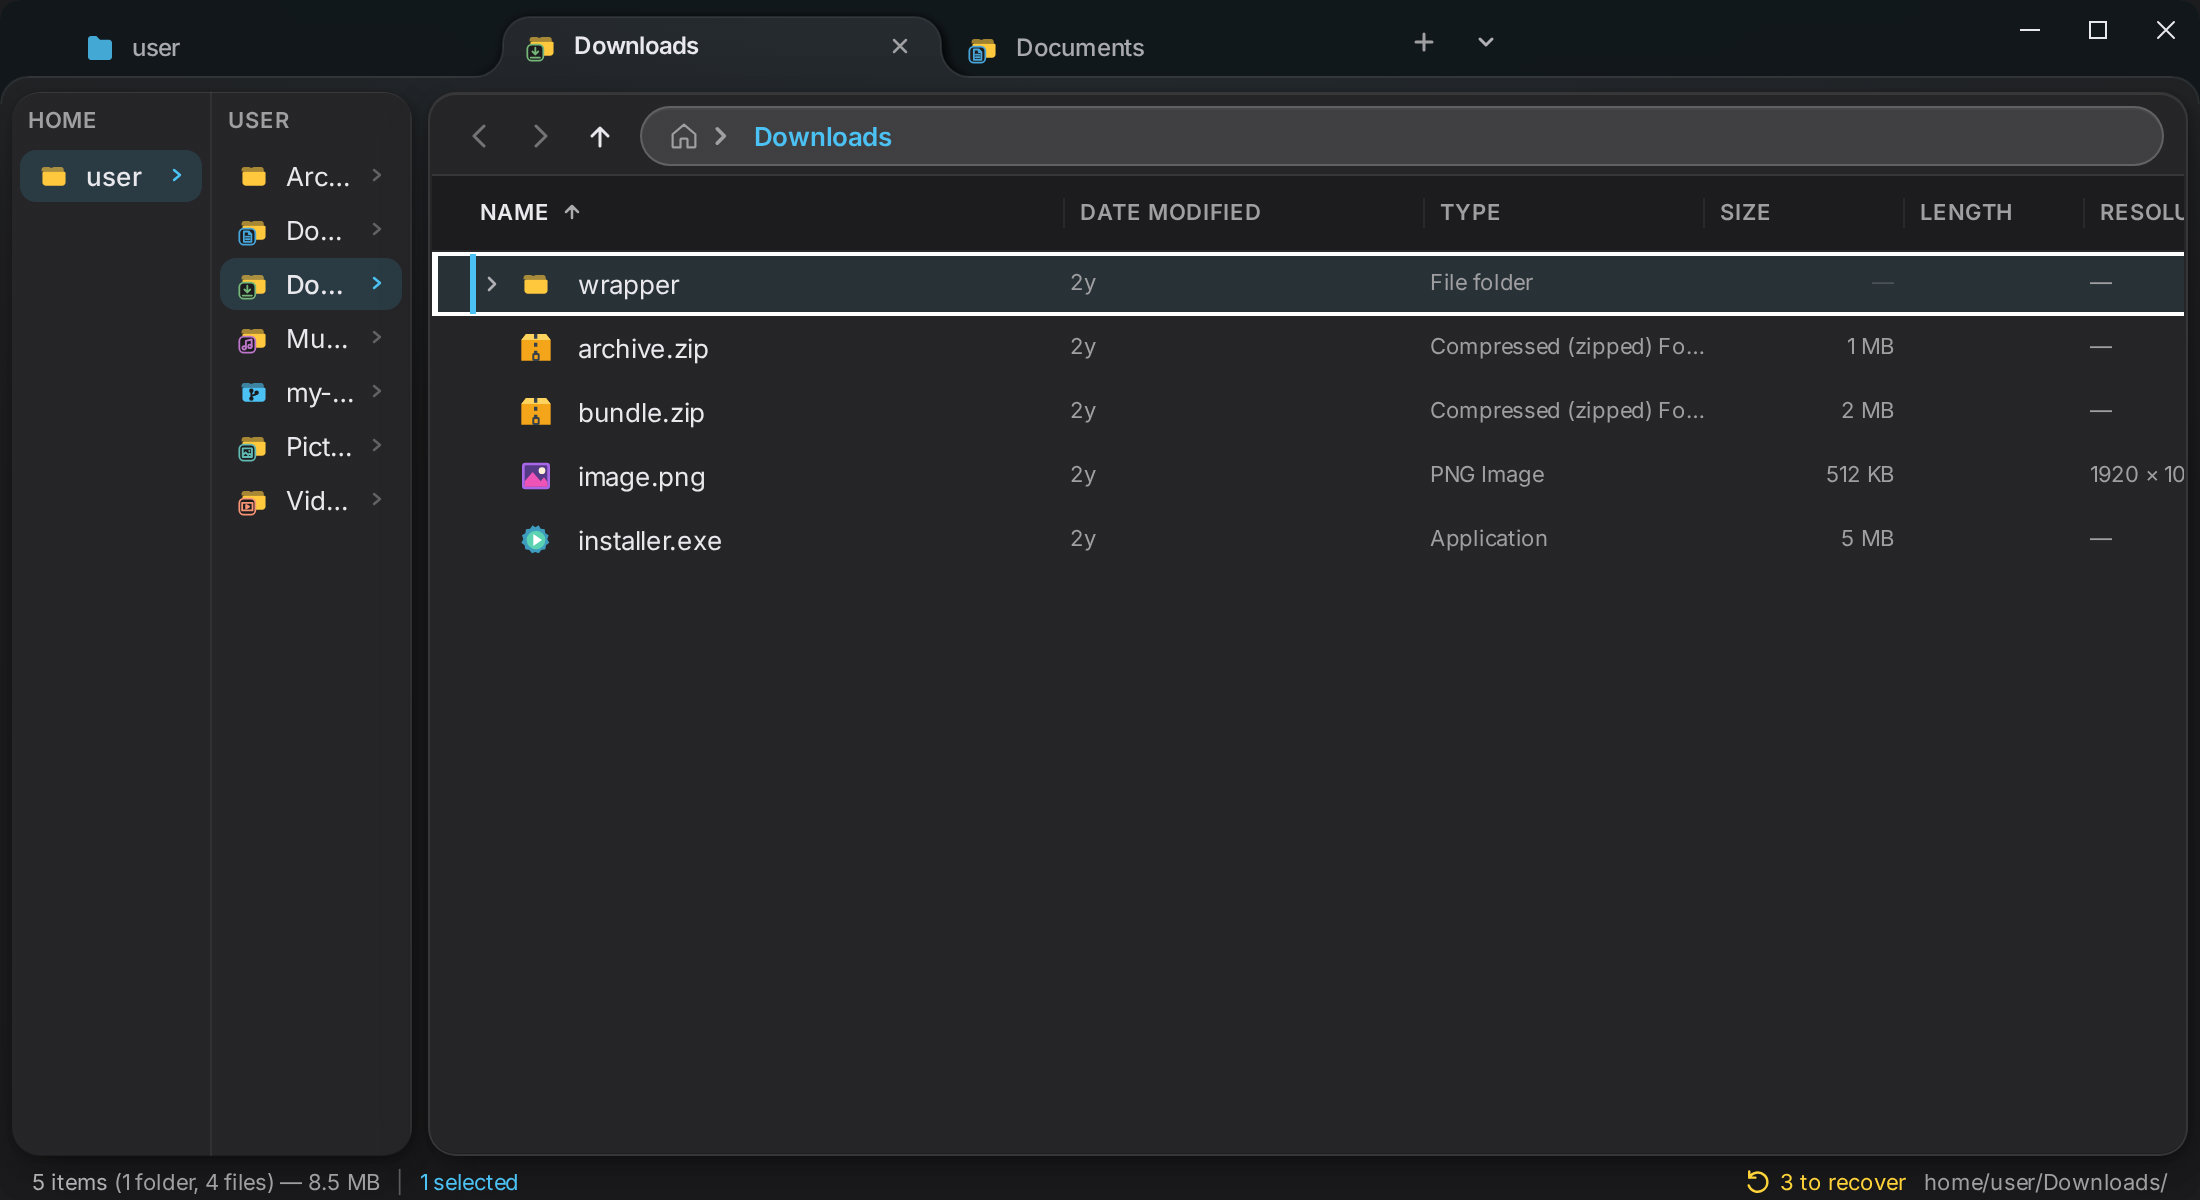 user
Downloads
Documents
HOME
user
USER
Arc...
Do...
Do...
Mu...
my-...
Pict...
Vid...
Downloads
NAME DATE MODIFIED TYPE SIZE LENGTH RESOLU
wrapper 2y File folder — —
archive.zip 2y Compressed (zipped) Fo... 1 MB —
bundle.zip 2y Compressed (zipped) Fo... 2 MB —
image.png 2y PNG Image 512 KB 1920 × 10
installer.exe 2y Application 5 MB —
5 items (1 folder, 4 files) — 8.5 MB 1 selected 3 to recover home/user/Downloads/